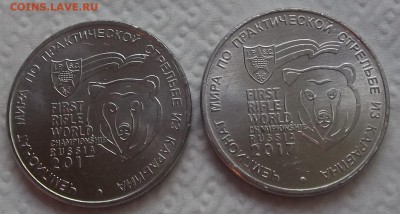 COINS.LAVE.RU
ЧЕМПИОНАТ МИРА ПО ПРАКТИЧЕСКОЙ СТРЕЛЬБЕ ИЗ КАРАБИНА
FIRST
RIFLE
WORLD
CHAMPIONSHIP
RUSSIA
2017
ЧЕМПИОНАТ МИРА ПО ПРАКТИЧЕСКОЙ СТРЕЛЬБЕ ИЗ КАРАБИНА
FIRST
RIFLE
WORLD
CHAMPIONSHIP
RUSSIA
2017